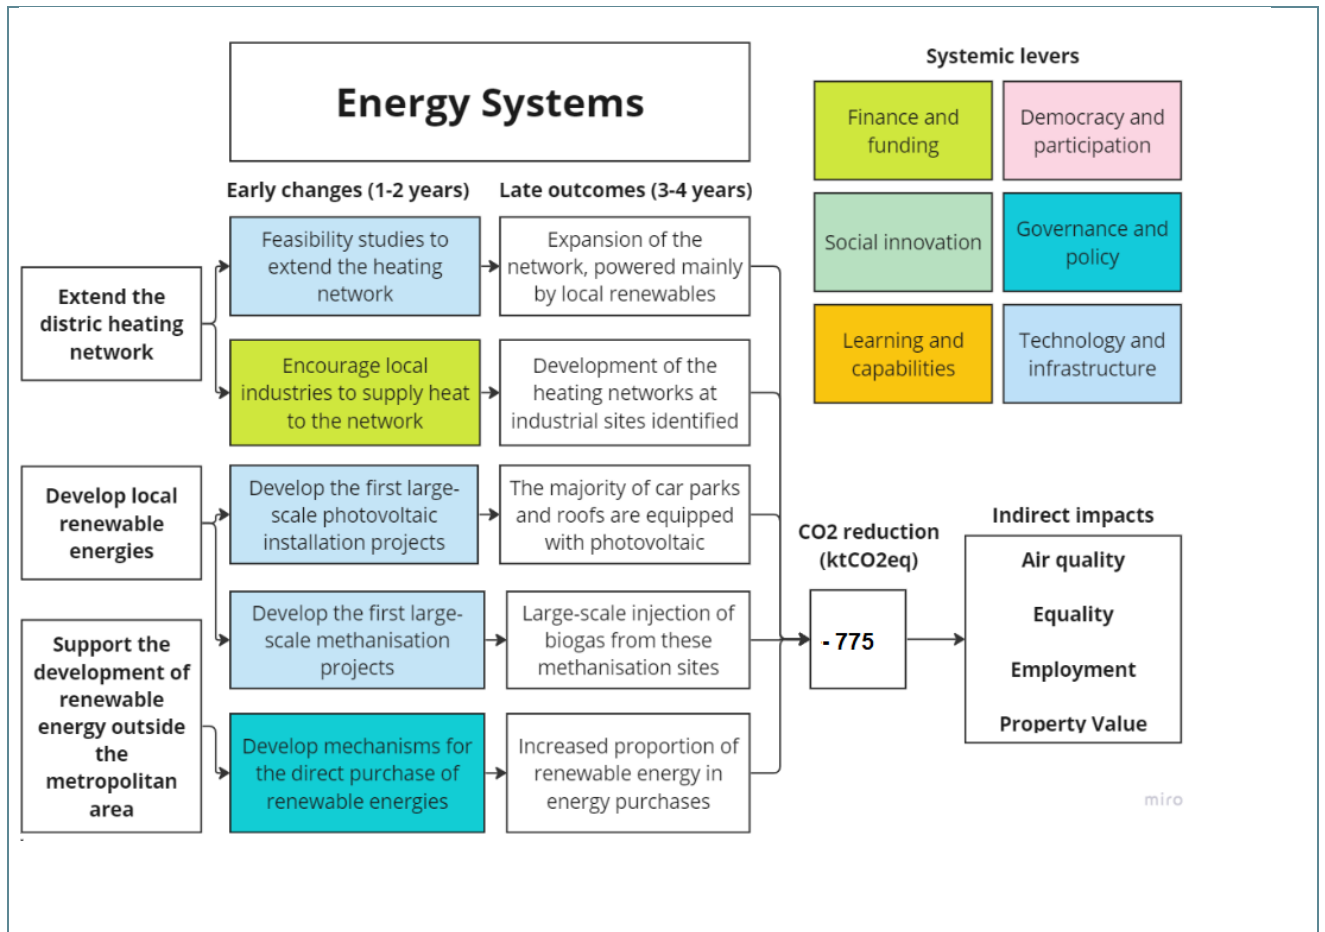 Energy Systems
Systemic levers
Finance and
funding
Democracy and
participation
Social innovation
Governance and
policy
Learning and
capabilities
Technology and
infrastructure
Early changes (1-2 years)
Late outcomes (3-4 years)
Extend the
distric heating
network
Feasibility studies to
extend the heating
network
Expansion of the
network, powered mainly
by local renewables
Encourage local
industries to supply heat
to the network
Development of the
heating networks at
industrial sites identified
Develop local
renewable
energies
Develop the first large-
scale photovoltaic
installation projects
The majority of car parks
and roofs are equipped
with photovoltaic
Develop the first large-
scale methanisation
projects
Large-scale injection of
biogas from these
methanisation sites
Support the
development of
renewable
energy outside
the
metropolitan
area
Develop mechanisms for
the direct purchase of
renewable energies
Increased proportion of
renewable energy in
energy purchases
CO2 reduction
(ktCO2eq)
- 775
Indirect impacts
Air quality
Equality
Employment
Property Value
miro